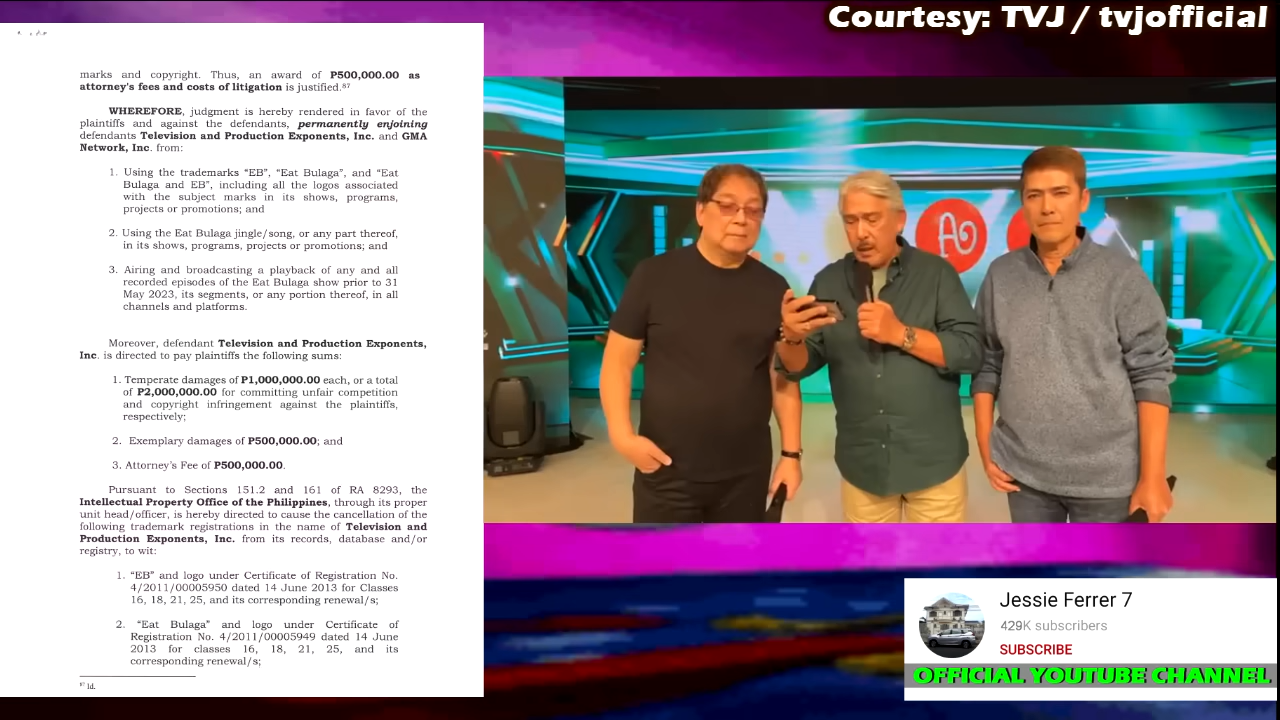 Courtesy: TVJ / tvjofficial
marks and copyright. Thus, an award of P500,000.00 as
attorney's fees and costs of litigation is justified.87
WHEREFORE, judgment is hereby rendered in favor of the
plaintiffs and against the defendants, permanently enjoining
defendants Television and Production Exponents, Inc. and GMA
Network, Inc. from:
1. Using the trademarks “EB”, “Eat Bulaga”, and “Eat
Bulaga and EB”, including all the logos associated
with the subject marks in its shows, programs,
projects or promotions; and
2. Using the Eat Bulaga jingle/song, or any part thereof,
in its shows, programs, projects or promotions; and
3. Airing and broadcasting a playback of any and all
recorded episodes of the Eat Bulaga show prior to 31
May 2023, its segments, or any portion thereof, in all
channels and platforms.
Moreover, defendant Television and Production Exponents,
Inc. is directed to pay plaintiffs the following sums:
1. Temperate damages of P1,000,000.00 each, or a total
of P2,000,000.00 for committing unfair competition
and copyright infringement against the plaintiffs,
respectively;
2. Exemplary damages of P500,000.00; and
3. Attorney's Fee of P500,000.00.
Pursuant to Sections 151.2 and 161 of RA 8293, the
Intellectual Property Office of the Philippines, through its proper
unit head/officer, is hereby directed to cause the cancellation of the
following trademark registrations in the name of Television and
Production Exponents, Inc. from its records, database and/or
registry, to wit:
1. “EB” and logo under Certificate of Registration No.
4/2011/00005950 dated 14 June 2013 for Classes
16, 18, 21, 25, and its corresponding renewal/s;
2. “Eat Bulaga” and logo under Certificate of
Registration No. 4/2011/00005949 dated 14 June
2013 for classes 16, 18, 21, 25, and its
corresponding renewal/s;
87 Id.
Jessie Ferrer 7
429K subscribers
SUBSCRIBE
OFFICIAL YOUTUBE CHANNEL